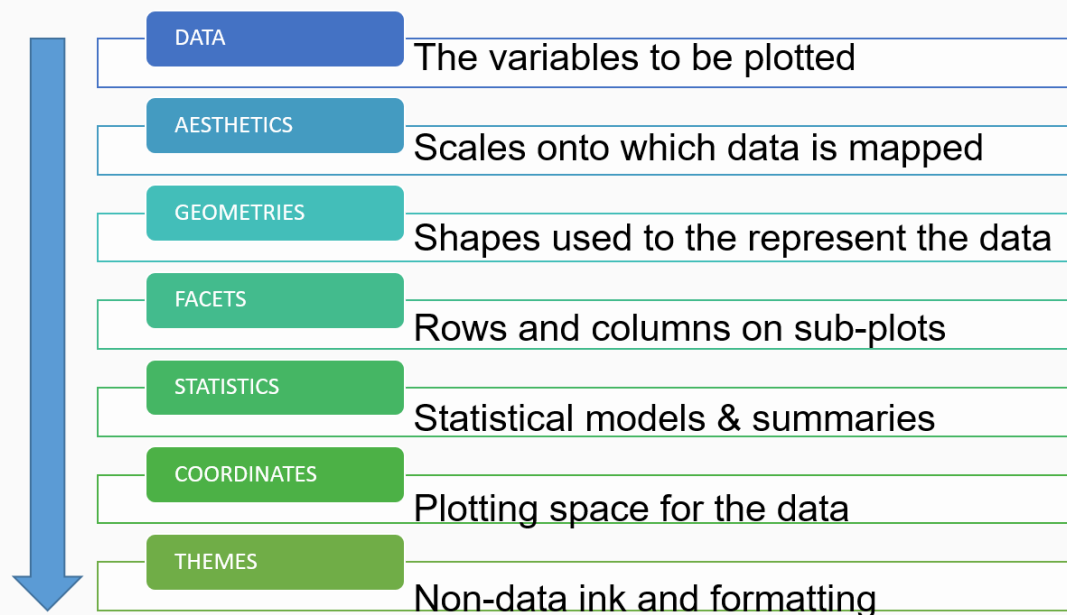 DATA
The variables to be plotted
AESTHETICS
Scales onto which data is mapped
GEOMETRIES
Shapes used to the represent the data
FACETS
Rows and columns on sub-plots
STATISTICS
Statistical models & summaries
COORDINATES
Plotting space for the data
THEMES
Non-data ink and formatting